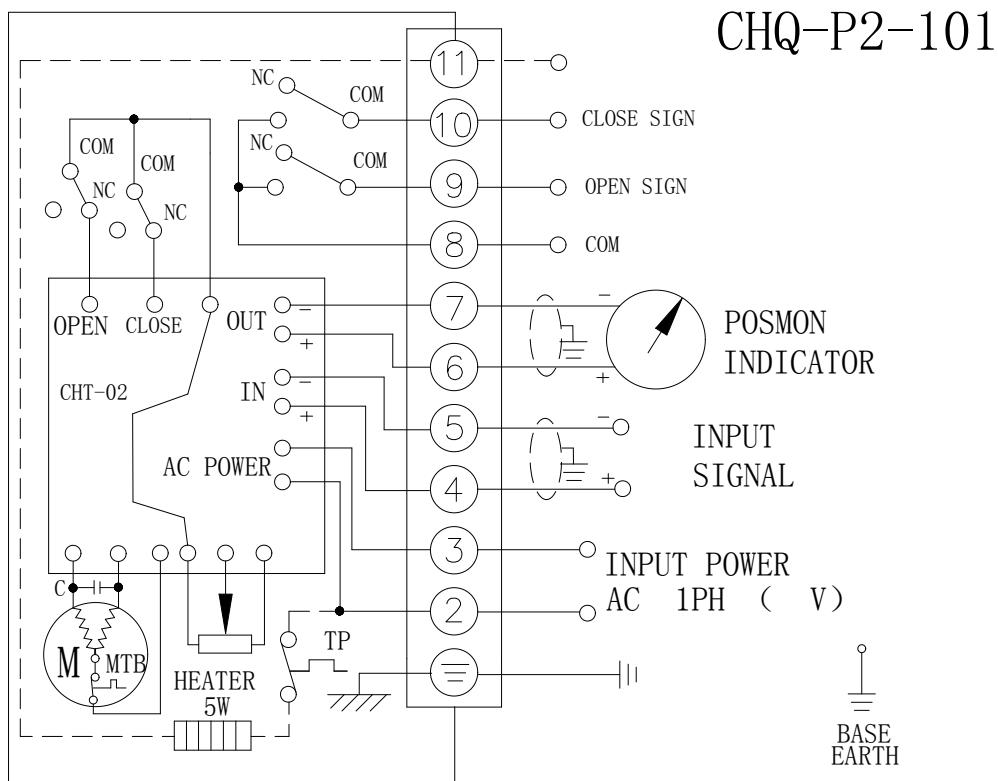 CHQ-P2-101
11
NC
COM
10
CLOSE SIGN
NC
COM
9
OPEN SIGN
8
COM
COM
COM
NC
NC
OPEN
CLOSE
OUT
-
+
7
-
POSMON
INDICATOR
6
+
CHT-02
IN
-
+
5
-
INPUT
SIGNAL
4
+
AC POWER
3
INPUT POWER
AC 1PH ( V)
2
C
M
MTB
HEATER
5W
TP
BASE
EARTH